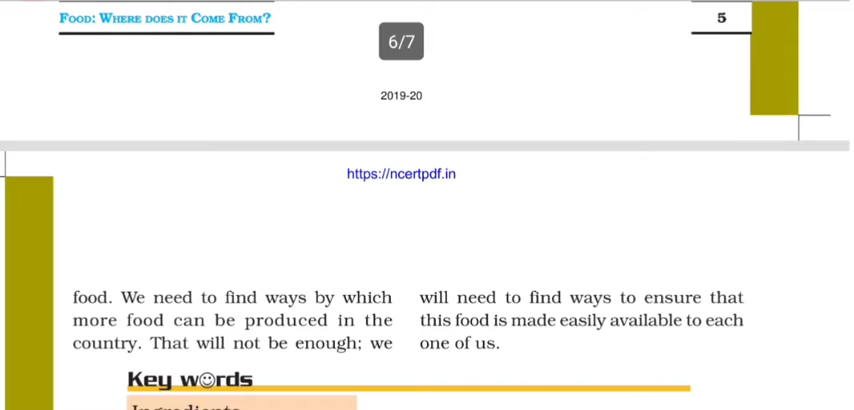 FOOD: WHERE DOES IT COME FROM?
5
6/7
2019-20
https://ncertpdf.in
food. We need to find ways by which
more food can be produced in the
country. That will not be enough; we
will need to find ways to ensure that
this food is made easily available to each
one of us.
Key words
Ingredients